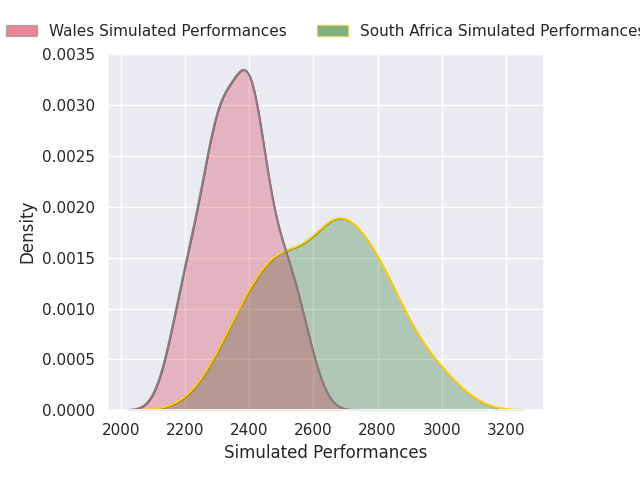 Wales Simulated Performances South Africa Simulated Performances
0.0035
0.0030
0.0025
0.0020
0.0015
0.0010
0.0005
0.0000
Density
2000 2200 2400 2600 2800 3000 3200
Simulated Performances